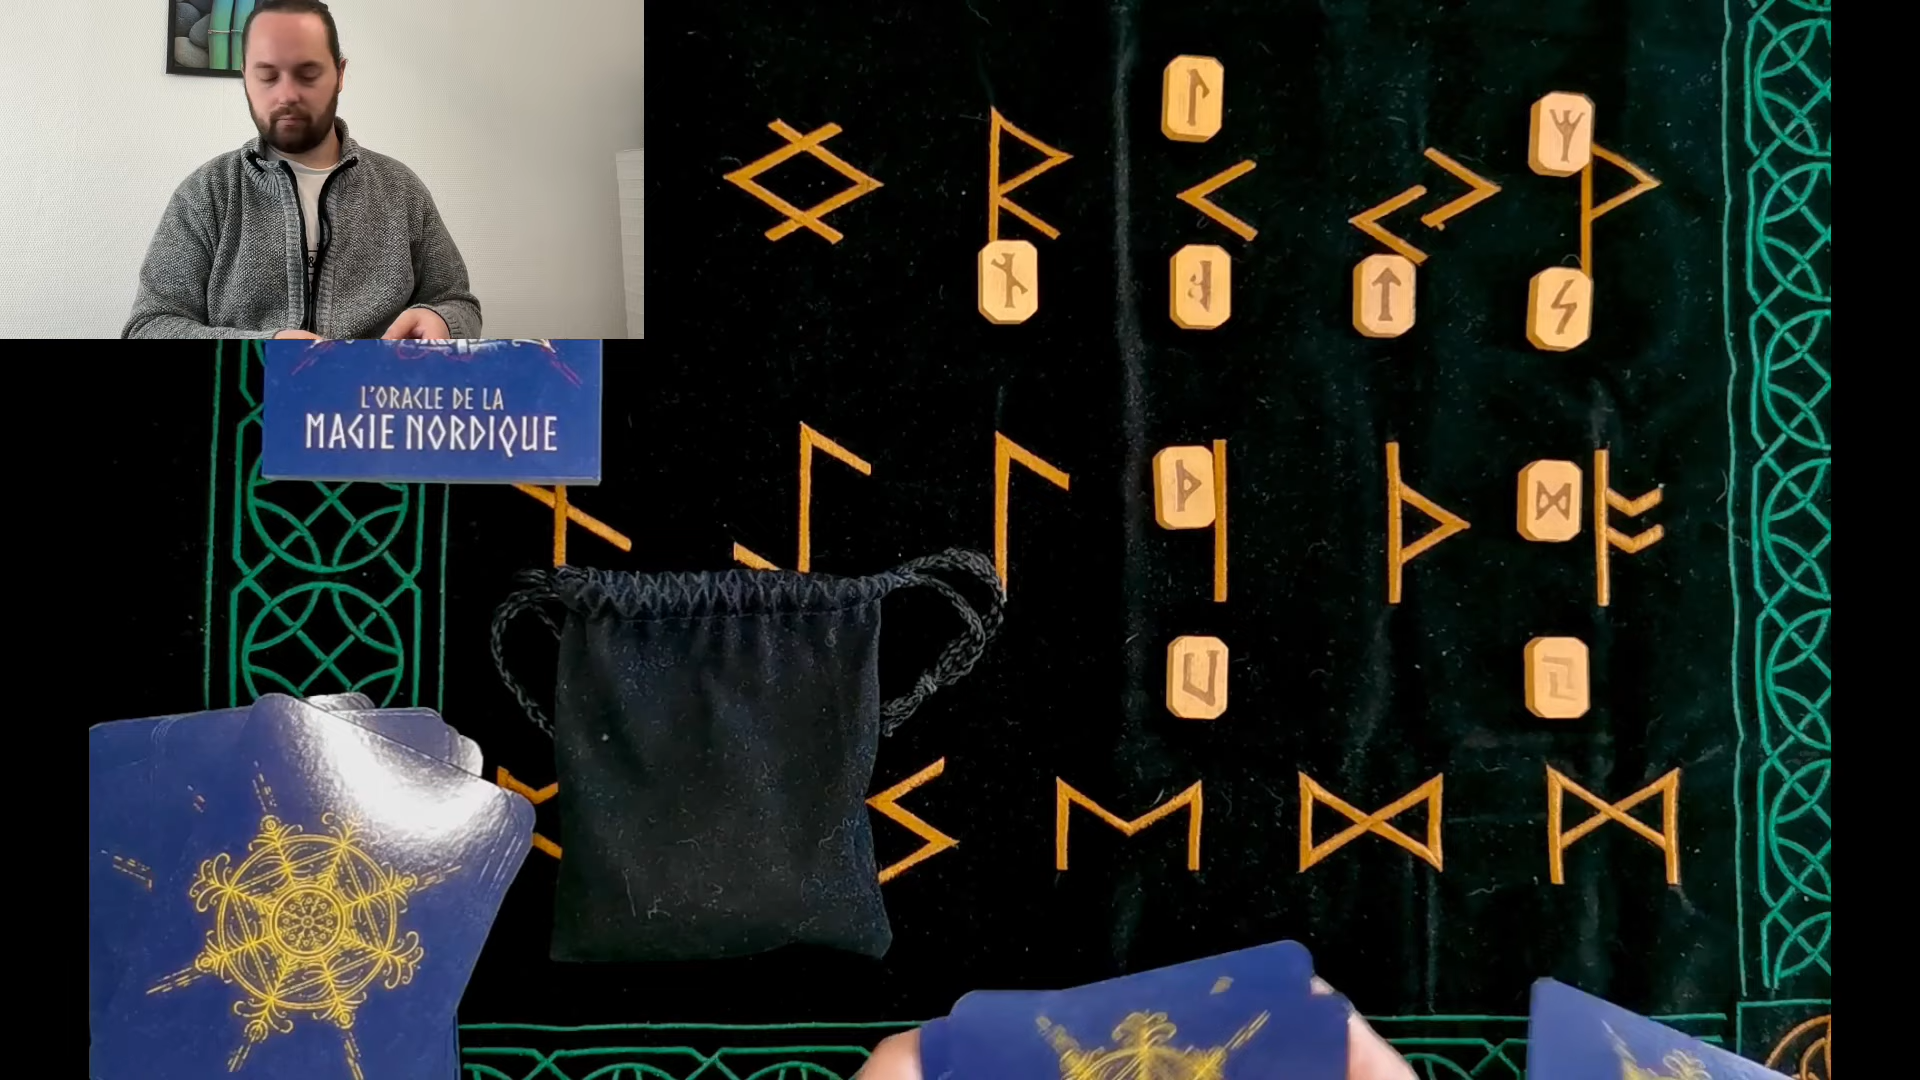 ᛚ ᛉ
ᛝ ᚱ ᚲ ᛃ ᚹ
ᚾ ᛏ ᛋ
L'ORACLE DE LA
MAGIE NORDIQUE
ᚾ ᛇ ᛚ ᚦ ᛁ ᚦ ᛞ ᚨ
ᚢ
ᛊ ᛖ ᛞ ᛗ